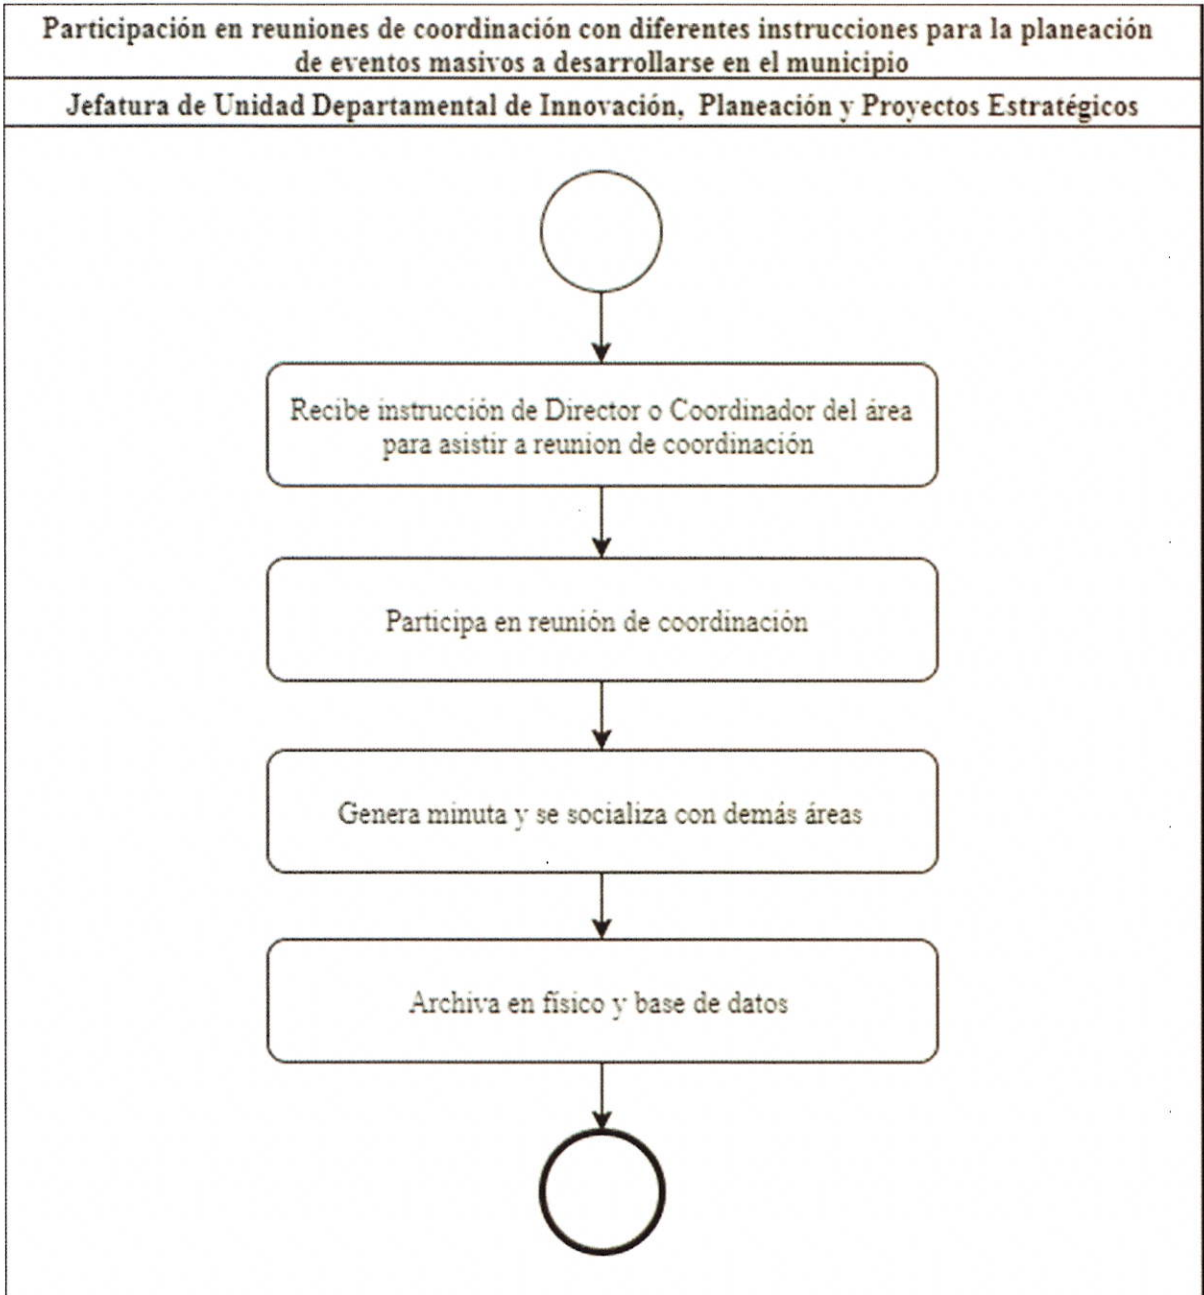 Participación en reuniones de coordinación con diferentes instrucciones para la planeación
de eventos masivos a desarrollarse en el municipio
Jefatura de Unidad Departamental de Innovación, Planeación y Proyectos Estratégicos
Recibe instrucción de Director o Coordinador del área
para asistir a reunion de coordinación
Participa en reunión de coordinación
Genera minuta y se socializa con demás áreas
Archiva en físico y base de datos